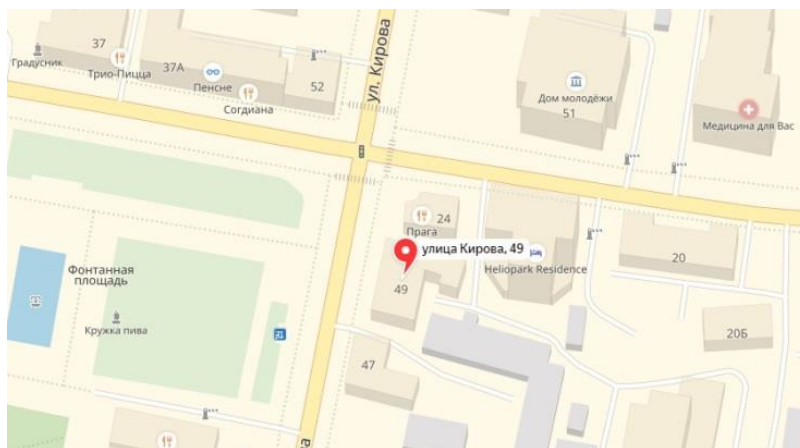 37
Градусник
Трио-Пицца
37А
Пенсне
Согдиана
52
ул. Кирова
Дом молодёжи
51
Медицина для Вас
24
Прага
улица Кирова, 49
Heliopark Residence
20
49
Фонтанная
площадь
Кружка пива
47
20Б
а